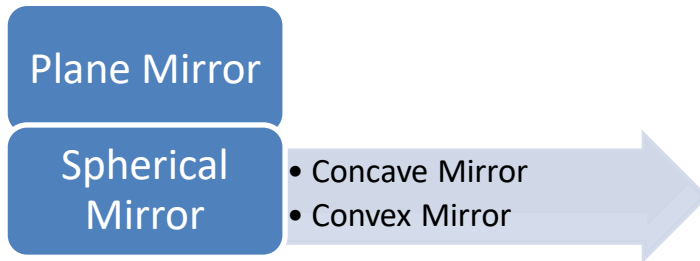 Plane Mirror
Spherical
Mirror
• Concave Mirror
• Convex Mirror